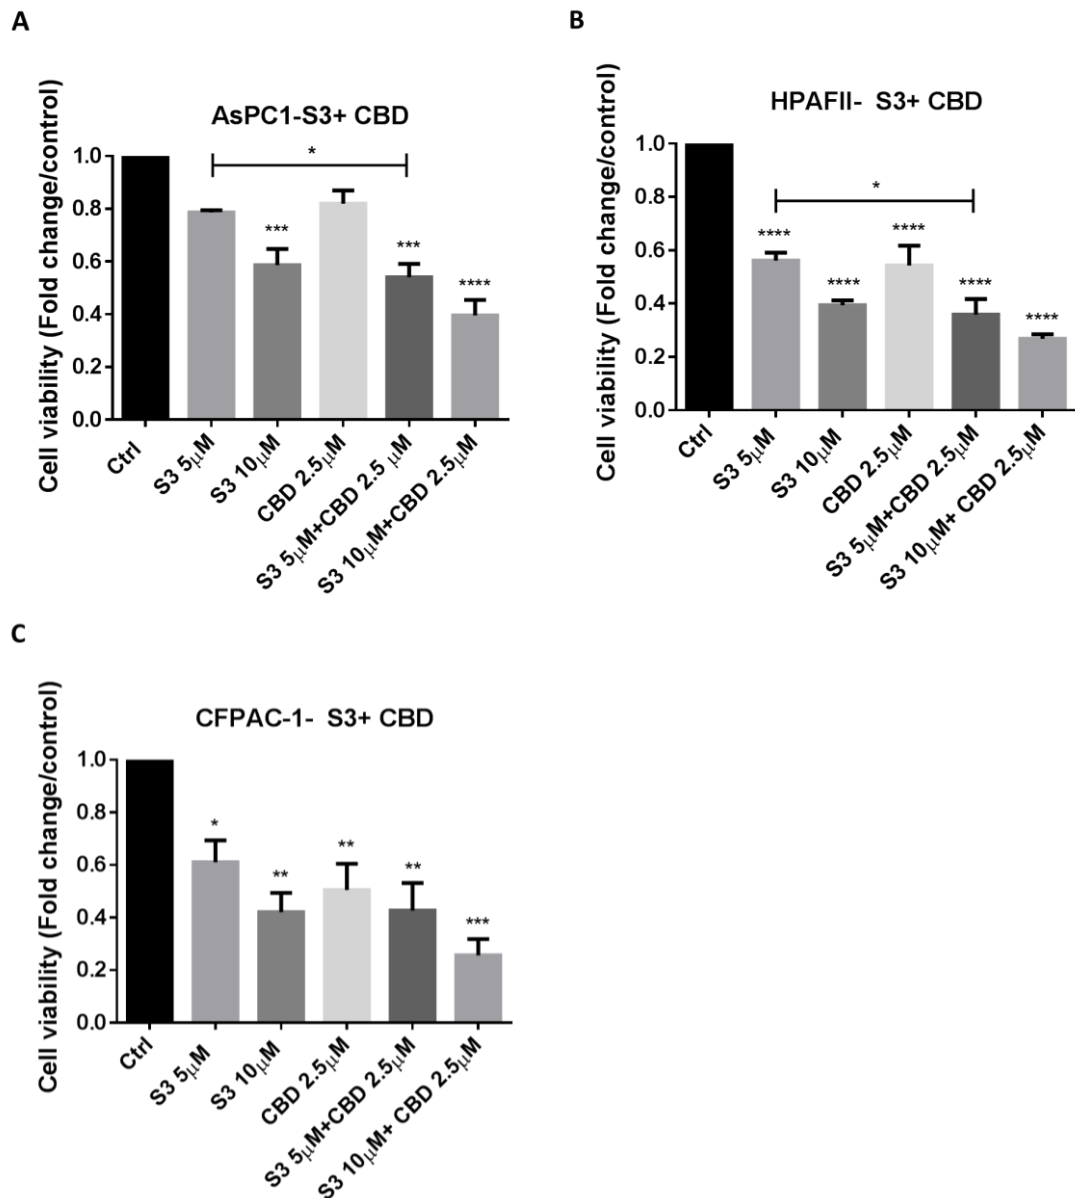 A
AsPC1-S3+ CBD
Cell viability (Fold change/control)
1.0
0.8
0.6
0.4
0.2
0.0
*
***
***
****
Ctrl
S3 5μM
S3 10μM
CBD 2.5μM
S3 5μM+CBD 2.5 μM
S3 10μM+CBD 2.5μM
B
HPAFII- S3+ CBD
Cell viability (Fold change/control)
1.0
0.8
0.6
0.4
0.2
0.0
*
****
****
****
****
****
Ctrl
S3 5μM
S3 10μM
CBD 2.5μM
S3 5μM+CBD 2.5μM
S3 10μM+ CBD 2.5μM
C
CFPAC-1- S3+ CBD
Cell viability (Fold change/control)
1.0
0.8
0.6
0.4
0.2
0.0
*
**
**
**
***
Ctrl
S3 5μM
S3 10μM
CBD 2.5μM
S3 5μM+CBD 2.5μM
S3 10μM+ CBD 2.5μM